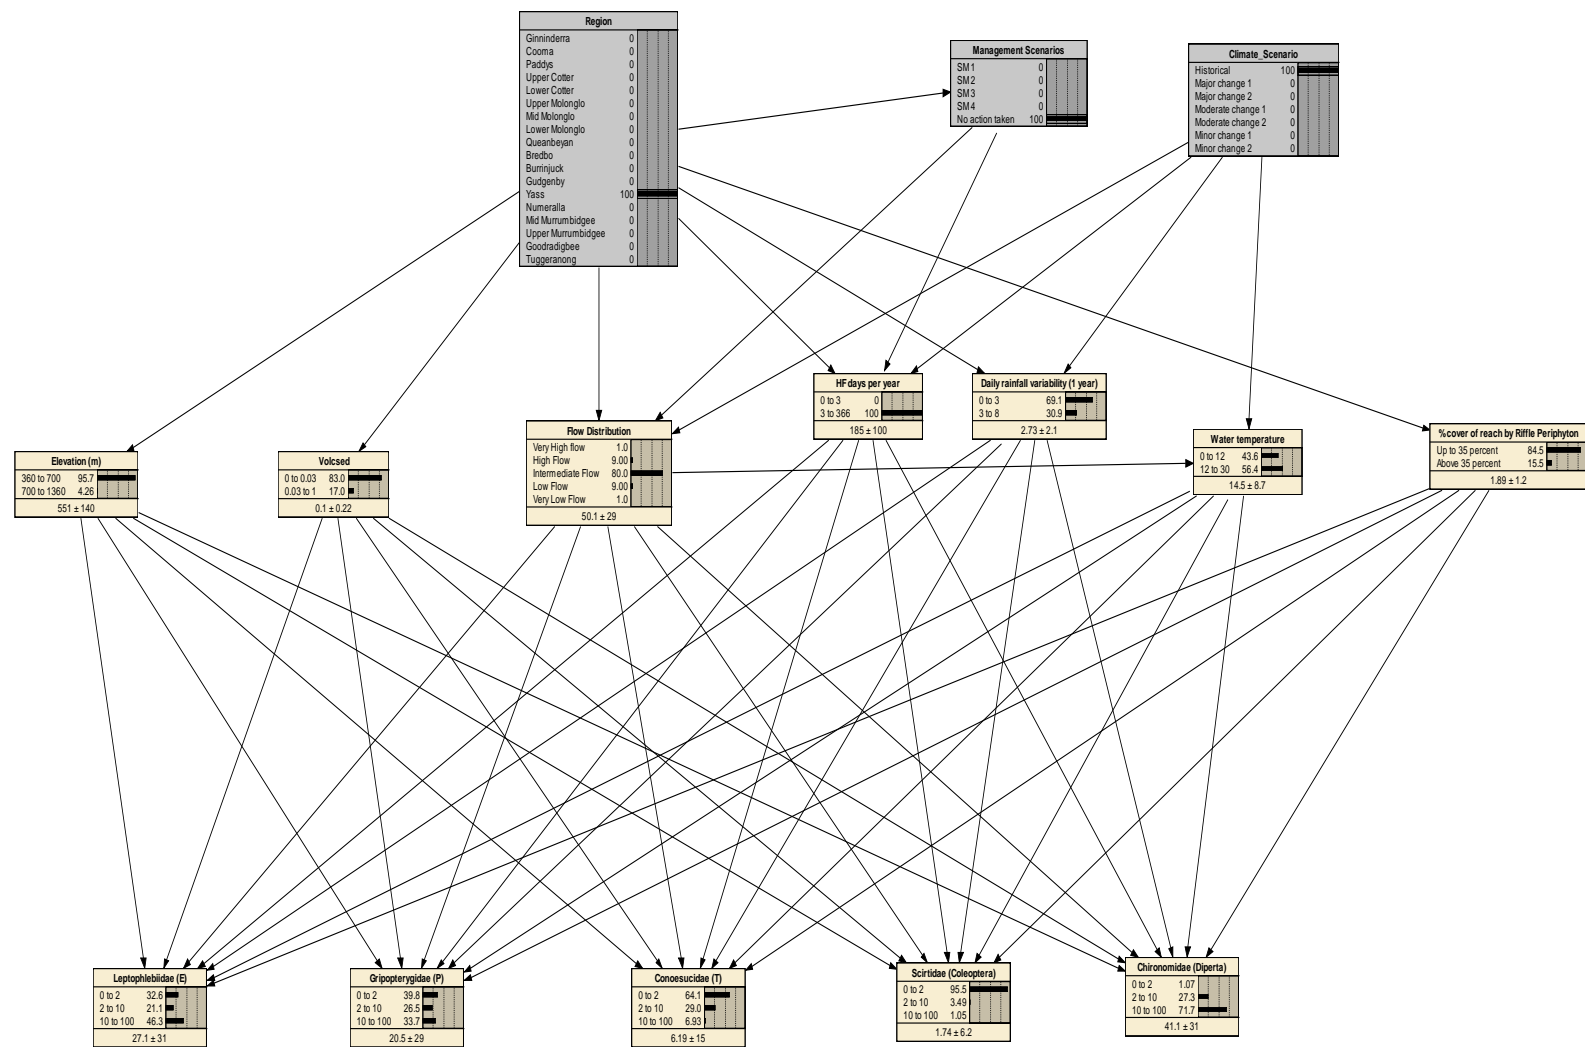 Region
Ginninderra 0
Cooma 0
Paddys 0
Upper Cotter 0
Lower Cotter 0
Upper Molonglo 0
Mid Molonglo 0
Lower Molonglo 0
Queanbeyan 0
Bredbo 0
Burrinjuck 0
Gudgenby 0
Yass 100
Numeralla 0
Mid Murrumbidgee 0
Upper Murrumbidgee 0
Goodradigbee 0
Tuggeranong 0
Management Scenarios
SM 1 0
SM 2 0
SM 3 0
SM 4 0
No action taken 100
Climate_Scenario
Historical 100
Major change 1 0
Major change 2 0
Moderate change 1 0
Moderate change 2 0
Minor change 1 0
Minor change 2 0
Elevation (m)
360 to 700 95.7
700 to 1360 4.26
551 ± 140
Volcsed
0 to 0.03 83.0
0.03 to 1 17.0
0.1 ± 0.22
Flow Distribution
Very High flow 1.0
High Flow 9.00
Intermediate Flow 80.0
Low Flow 9.00
Very Low Flow 1.0
50.1 ± 29
HF days per year
0 to 3 0
3 to 366 100
185 ± 100
Daily rainfall variability (1 year)
0 to 3 69.1
3 to 8 30.9
2.73 ± 2.1
Water temperature
0 to 12 43.6
12 to 30 56.4
14.5 ± 8.7
%cover of reach by Riffle Periphyton
Up to 35 percent 84.5
Above 35 percent 15.5
1.89 ± 1.2
Leptophlebiidae (E)
0 to 2 32.6
2 to 10 21.1
10 to 100 46.3
27.1 ± 31
Gripopterygidae (P)
0 to 2 39.8
2 to 10 26.5
10 to 100 33.7
20.5 ± 29
Conoesucidae (T)
0 to 2 64.1
2 to 10 29.0
10 to 100 6.93
6.19 ± 15
Scirtidae (Coleoptera)
0 to 2 95.5
2 to 10 3.49
10 to 100 1.05
1.74 ± 6.2
Chironomidae (Diperta)
0 to 2 1.07
2 to 10 27.3
10 to 100 71.7
41.1 ± 31